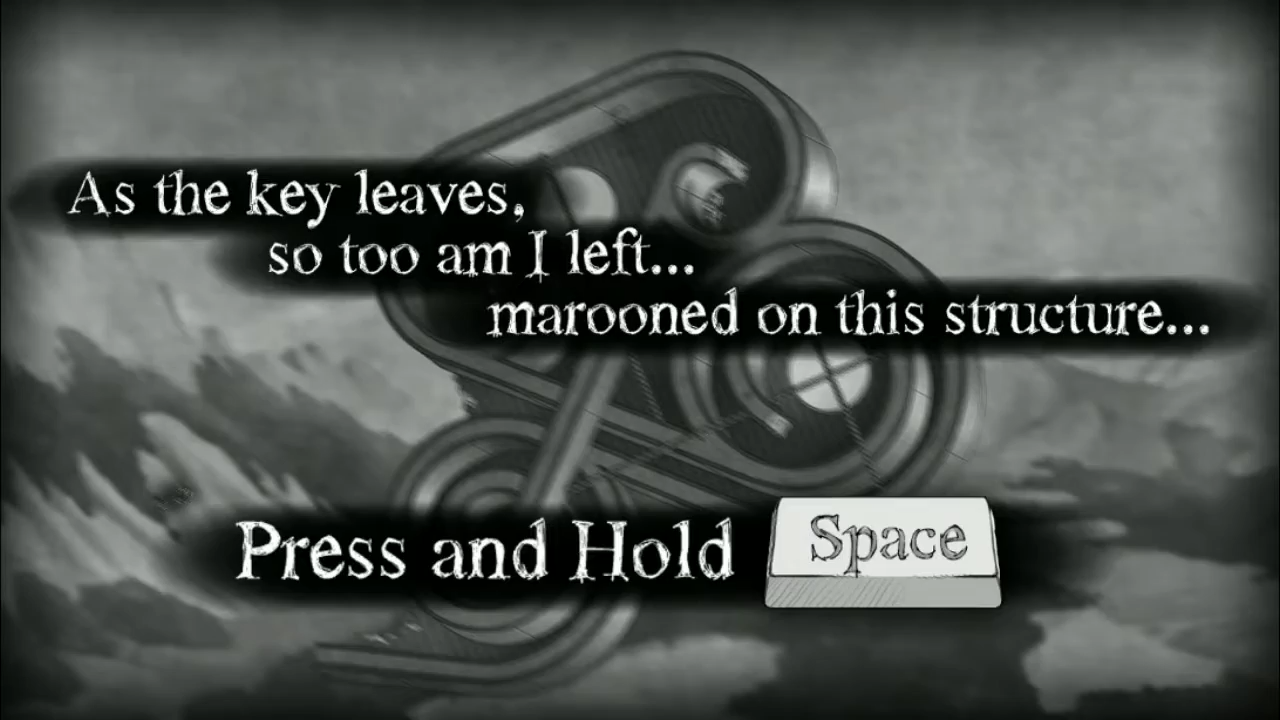 As the key leaves,
so too am I left...
marooned on this structure...
Press and Hold Space